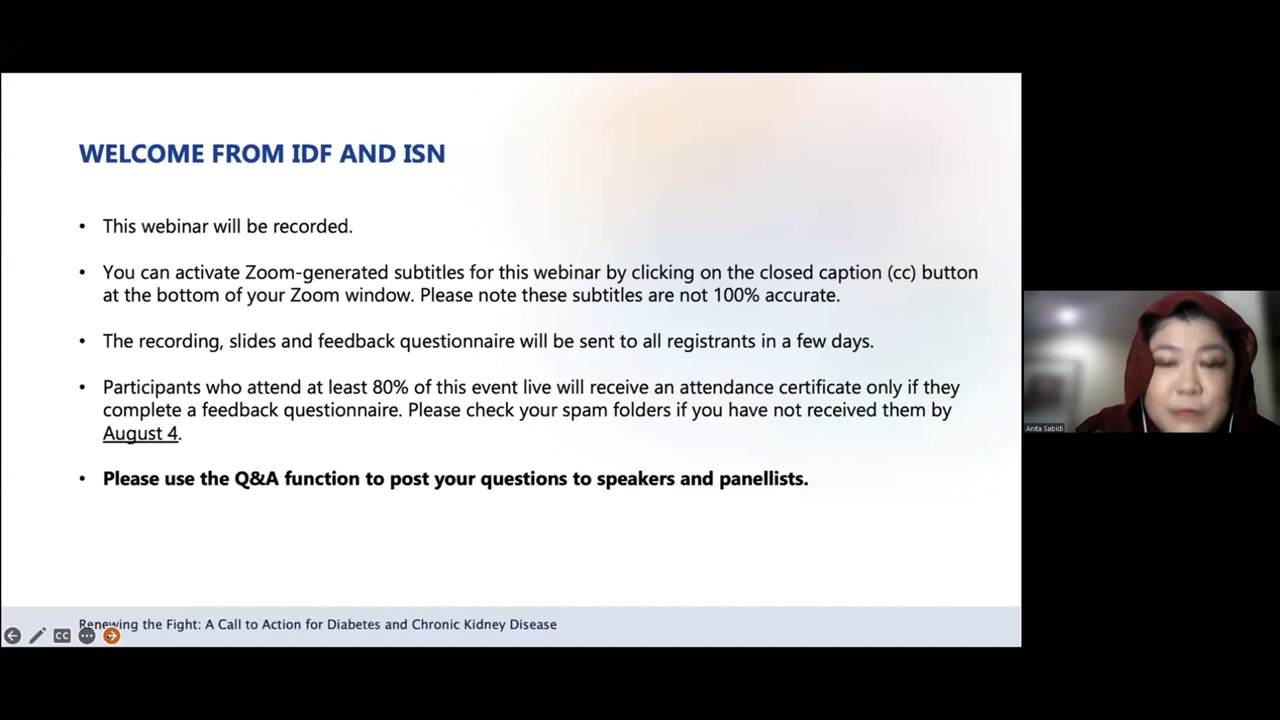 WELCOME FROM IDF AND ISN
• This webinar will be recorded.
• You can activate Zoom-generated subtitles for this webinar by clicking on the closed caption (cc) button
at the bottom of your Zoom window. Please note these subtitles are not 100% accurate.
• The recording, slides and feedback questionnaire will be sent to all registrants in a few days.
• Participants who attend at least 80% of this event live will receive an attendance certificate only if they
complete a feedback questionnaire. Please check your spam folders if you have not received them by
August 4.
• Please use the Q&A function to post your questions to speakers and panellists.
Anita Sabidi
Renewing the Fight: A Call to Action for Diabetes and Chronic Kidney Disease
CC